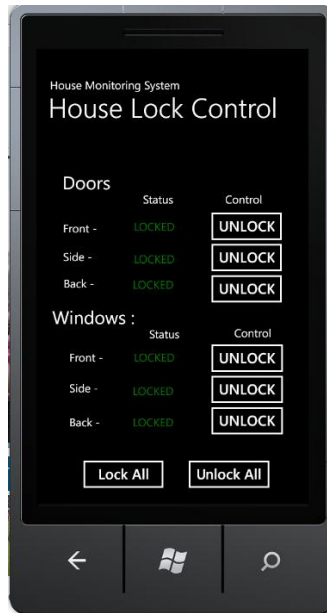 House Monitoring System
House Lock Control
Doors
Status Control
Front - LOCKED UNLOCK
Side - LOCKED UNLOCK
Back - LOCKED UNLOCK
Windows :
Status Control
Front - LOCKED UNLOCK
Side - LOCKED UNLOCK
Back - LOCKED UNLOCK
Lock All Unlock All